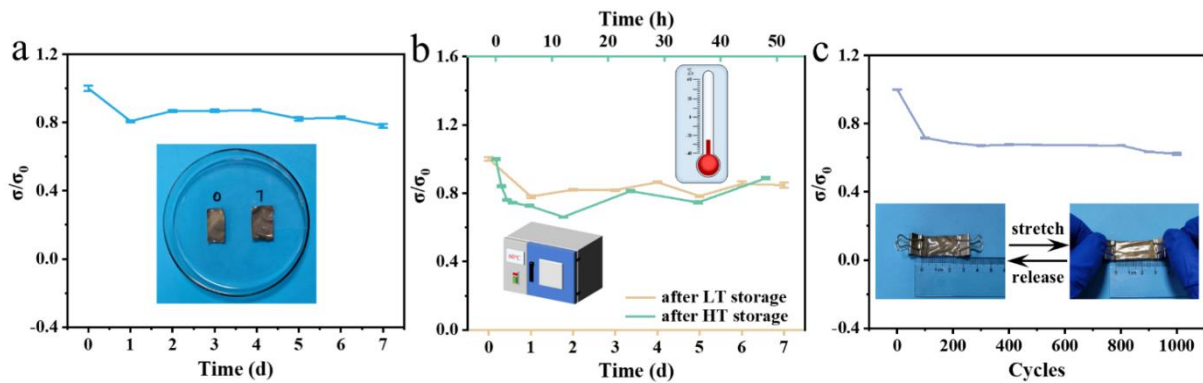 a
1.2
0.8
0.4
0.0
-0.4
σ/σ0
0 1 2 3 4 5 6 7
Time (d)
0 7
b
Time (h)
0 10 20 30 40 50
1.6
1.2
0.8
0.4
0.0
σ/σ0
after LT storage
after HT storage
0 1 2 3 4 5 6 7
Time (d)
c
1.2
0.8
0.4
0.0
-0.4
σ/σ0
stretch
release
0 200 400 600 800 1000
Cycles